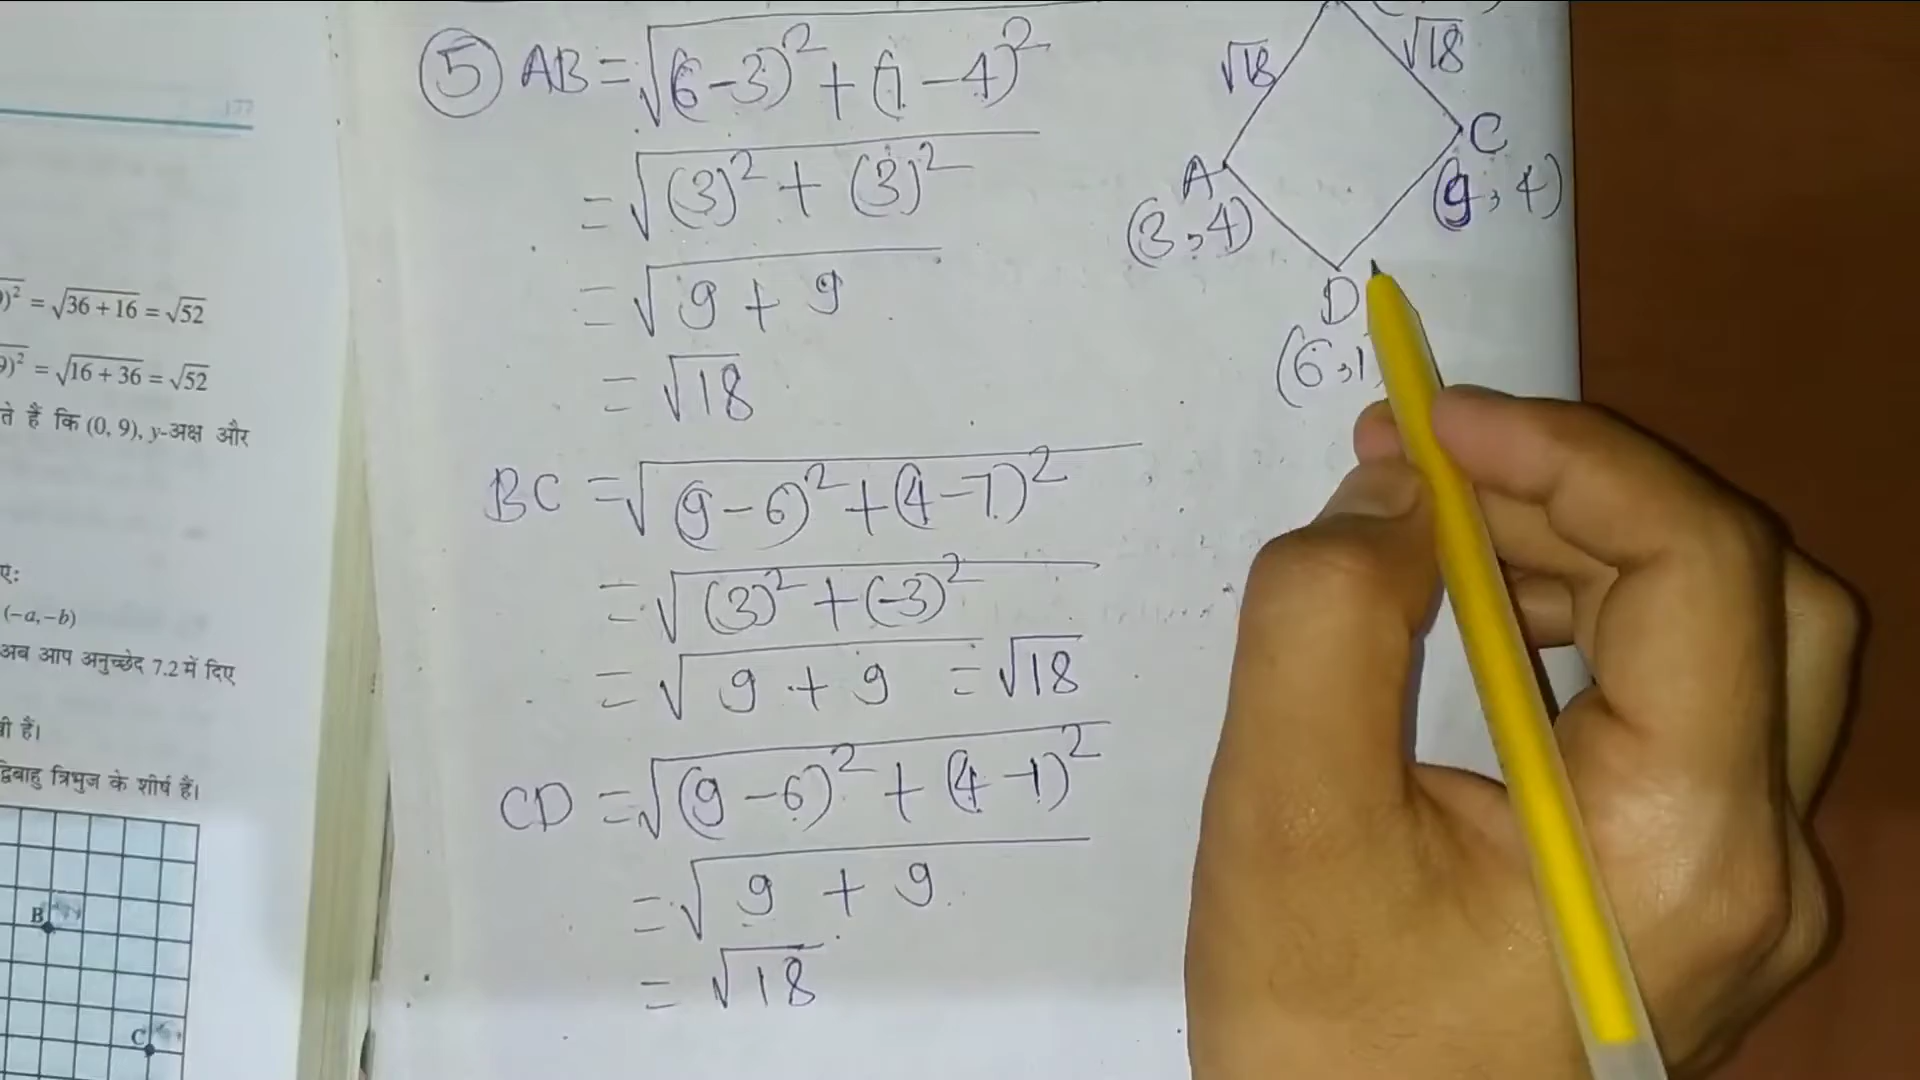 177
⑤ AB = √(6-3)² + (7-4)²
= √(3)² + (3)²
= √9 + 9
= √18
BC = √(9-6)² + (4-7)²
= √(3)² + (-3)²
= √9 + 9 = √18
CD = √(9-6)² + (4-1)²
= √9 + 9
= √18
√18
√18
A
(3,4)
C
(9,4)
D
(6,1
)² = √36+16 = √52
9)² = √16+36 = √52
ते हैं कि (0, 9), y-अक्ष और
(-a,-b)
अब आप अनुच्छेद 7.2 में दिए
हैं।
द्विबाहु त्रिभुज के शीर्ष हैं।
B
C